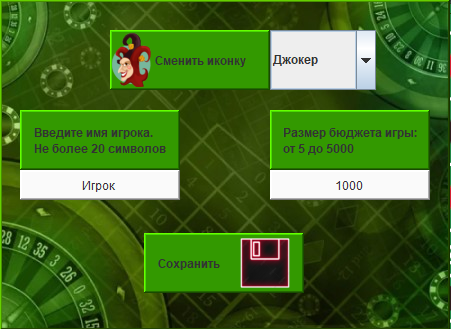 Сменить иконку
Джокер
Введите имя игрока.
Не более 20 символов
Размер бюджета игры:
от 5 до 5000
Игрок
1000
Сохранить